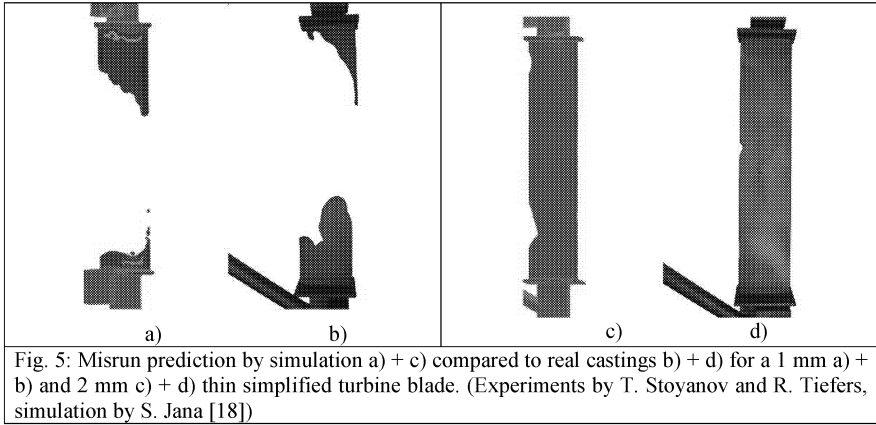 a)
b)
c)
d)
Fig. 5: Misrun prediction by simulation a) + c) compared to real castings b) + d) for a 1 mm a) +
b) and 2 mm c) + d) thin simplified turbine blade. (Experiments by T. Stoyanov and R. Tiefers,
simulation by S. Jana [18])